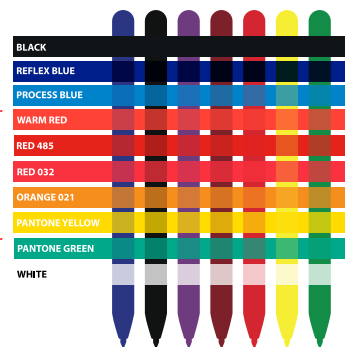 BLACK
REFLEX BLUE
PROCESS BLUE
WARM RED
RED 485
RED 032
ORANGE 021
PANTONE YELLOW
PANTONE GREEN
WHITE